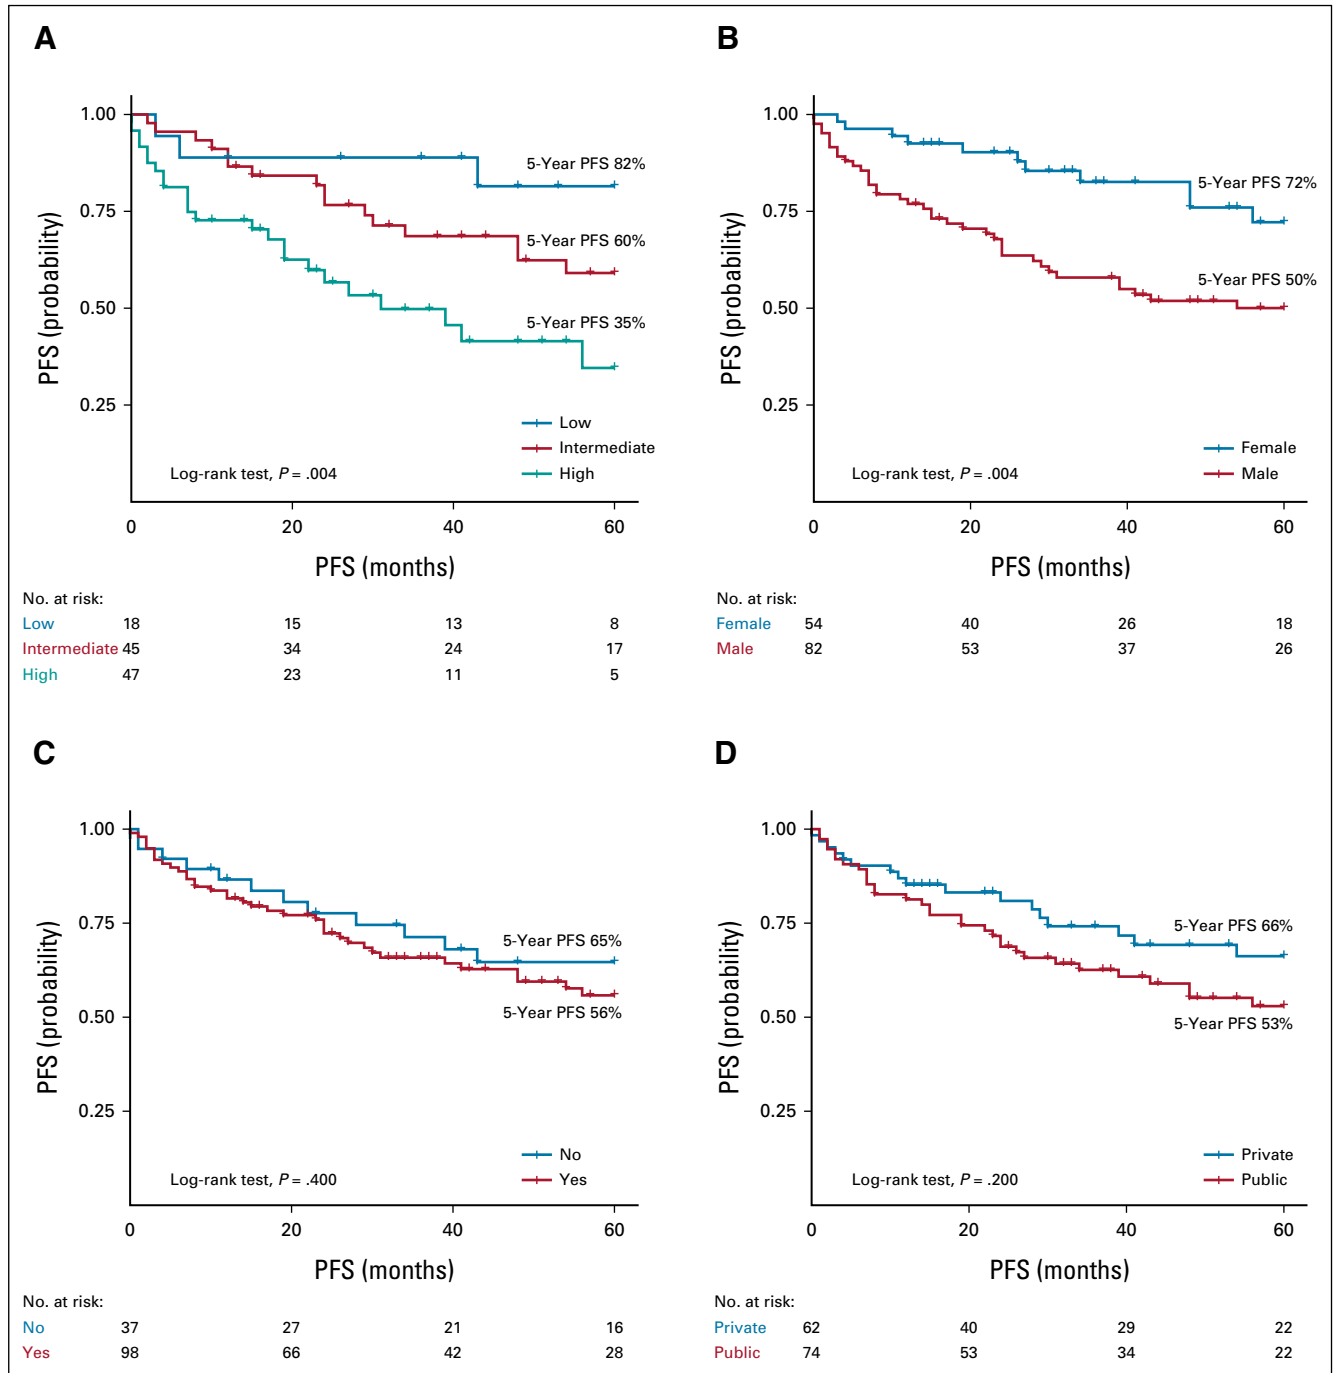 A
PFS (probability)
1.00
0.75
0.50
0.25
5-Year PFS 82%
5-Year PFS 60%
5-Year PFS 35%
Low
Intermediate
High
Log-rank test, P = .004
0 20 40 60
PFS (months)
No. at risk:
Low 18 15 13 8
Intermediate 45 34 24 17
High 47 23 11 5
B
PFS (probability)
1.00
0.75
0.50
0.25
5-Year PFS 72%
5-Year PFS 50%
Female
Male
Log-rank test, P = .004
0 20 40 60
PFS (months)
No. at risk:
Female 54 40 26 18
Male 82 53 37 26
C
PFS (probability)
1.00
0.75
0.50
0.25
5-Year PFS 65%
5-Year PFS 56%
No
Yes
Log-rank test, P = .400
0 20 40 60
PFS (months)
No. at risk:
No 37 27 21 16
Yes 98 66 42 28
D
PFS (probability)
1.00
0.75
0.50
0.25
5-Year PFS 66%
5-Year PFS 53%
Private
Public
Log-rank test, P = .200
0 20 40 60
PFS (months)
No. at risk:
Private 62 40 29 22
Public 74 53 34 22